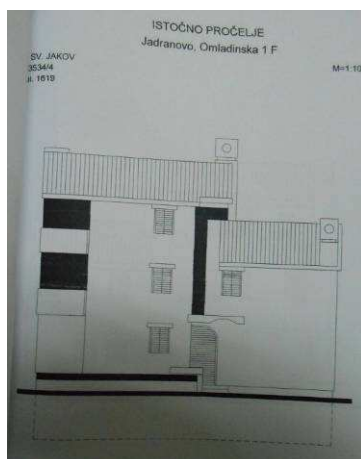 ISTOČNO PROČELJE
Jadranovo, Omladinska 1 F
SV. JAKOV
3534/4
1619
M=1:10